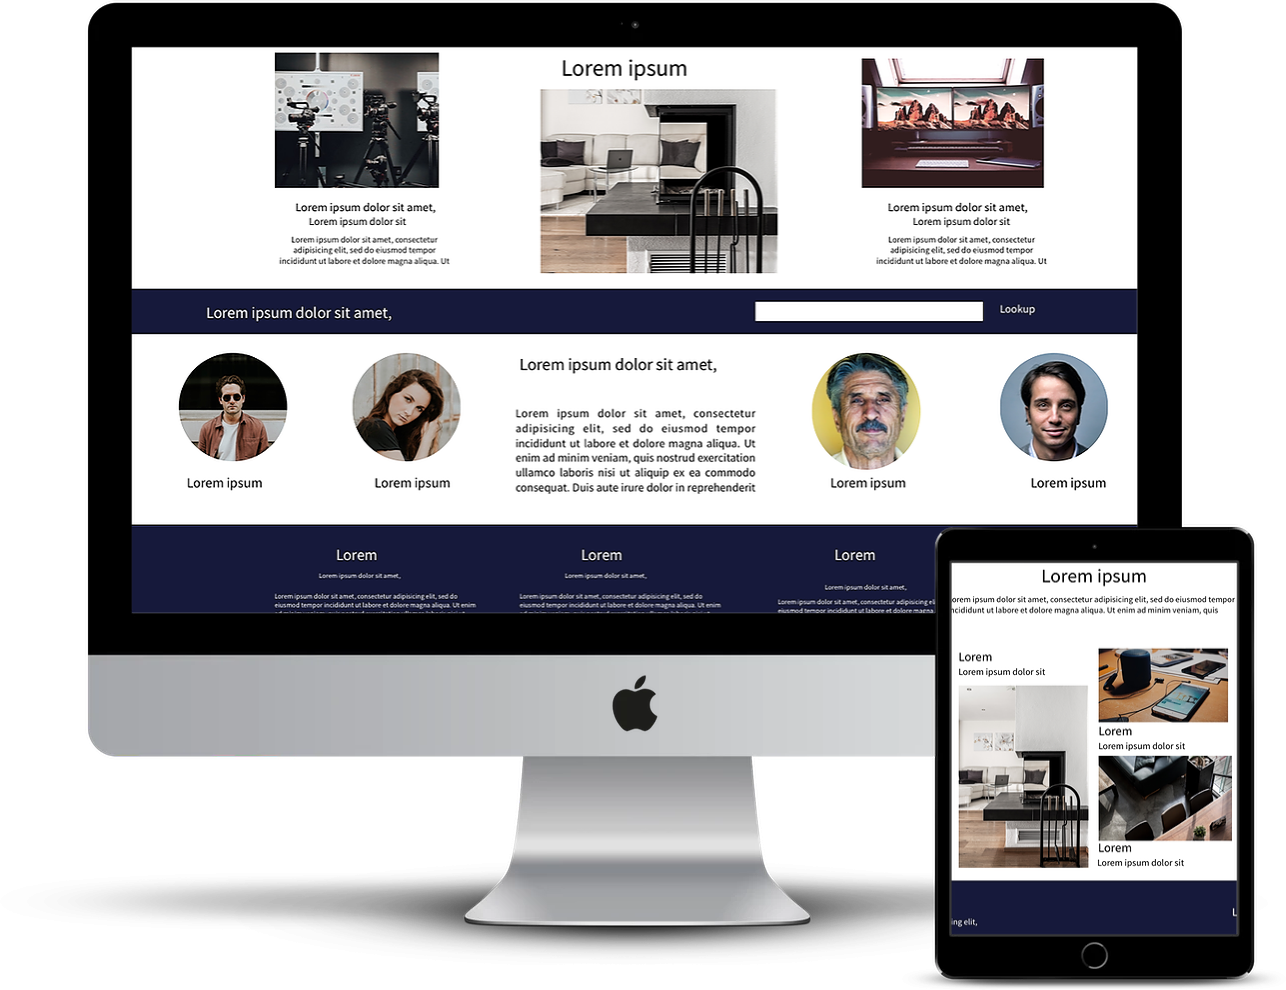 Lorem ipsum
Lorem ipsum dolor sit amet,
Lorem ipsum dolor sit
Lorem ipsum dolor sit amet, consectetur
adipisicing elit, sed do eiusmod tempor
incididunt ut labore et dolore magna aliqua. Ut
Lorem ipsum dolor sit amet,
Lorem ipsum dolor sit
Lorem ipsum dolor sit amet, consectetur
adipisicing elit, sed do eiusmod tempor
incididunt ut labore et dolore magna aliqua. Ut
Lorem ipsum dolor sit amet,
Lookup
Lorem ipsum
Lorem ipsum
Lorem ipsum dolor sit amet,
Lorem ipsum dolor sit amet, consectetur
adipisicing elit, sed do eiusmod tempor
incididunt ut labore et dolore magna aliqua. Ut
enim ad minim veniam, quis nostrud exercitation
ullamco laboris nisi ut aliquip ex ea commodo
consequat. Duis aute irure dolor in reprehenderit
Lorem ipsum
Lorem ipsum
Lorem
Lorem ipsum dolor sit amet,
Lorem ipsum dolor sit amet, consectetur adipisicing elit, sed do
eiusmod tempor incididunt ut labore et dolore magna aliqua. Ut enim
Lorem
Lorem ipsum dolor sit amet,
Lorem ipsum dolor sit amet, consectetur adipisicing elit, sed do
eiusmod tempor incididunt ut labore et dolore magna aliqua. Ut enim
Lorem
Lorem ipsum dolor sit amet,
Lorem ipsum dolor sit amet, consectetur adipisicing
eiusmod tempor incididunt ut labore et dolore magna
Lorem ipsum
orem ipsum dolor sit amet, consectetur adipisicing elit, sed do eiusmod tempor
ncididunt ut labore et dolore magna aliqua. Ut enim ad minim veniam, quis
Lorem
Lorem ipsum dolor sit
Lorem
Lorem ipsum dolor sit
Lorem
Lorem ipsum dolor sit
L
ing elit,